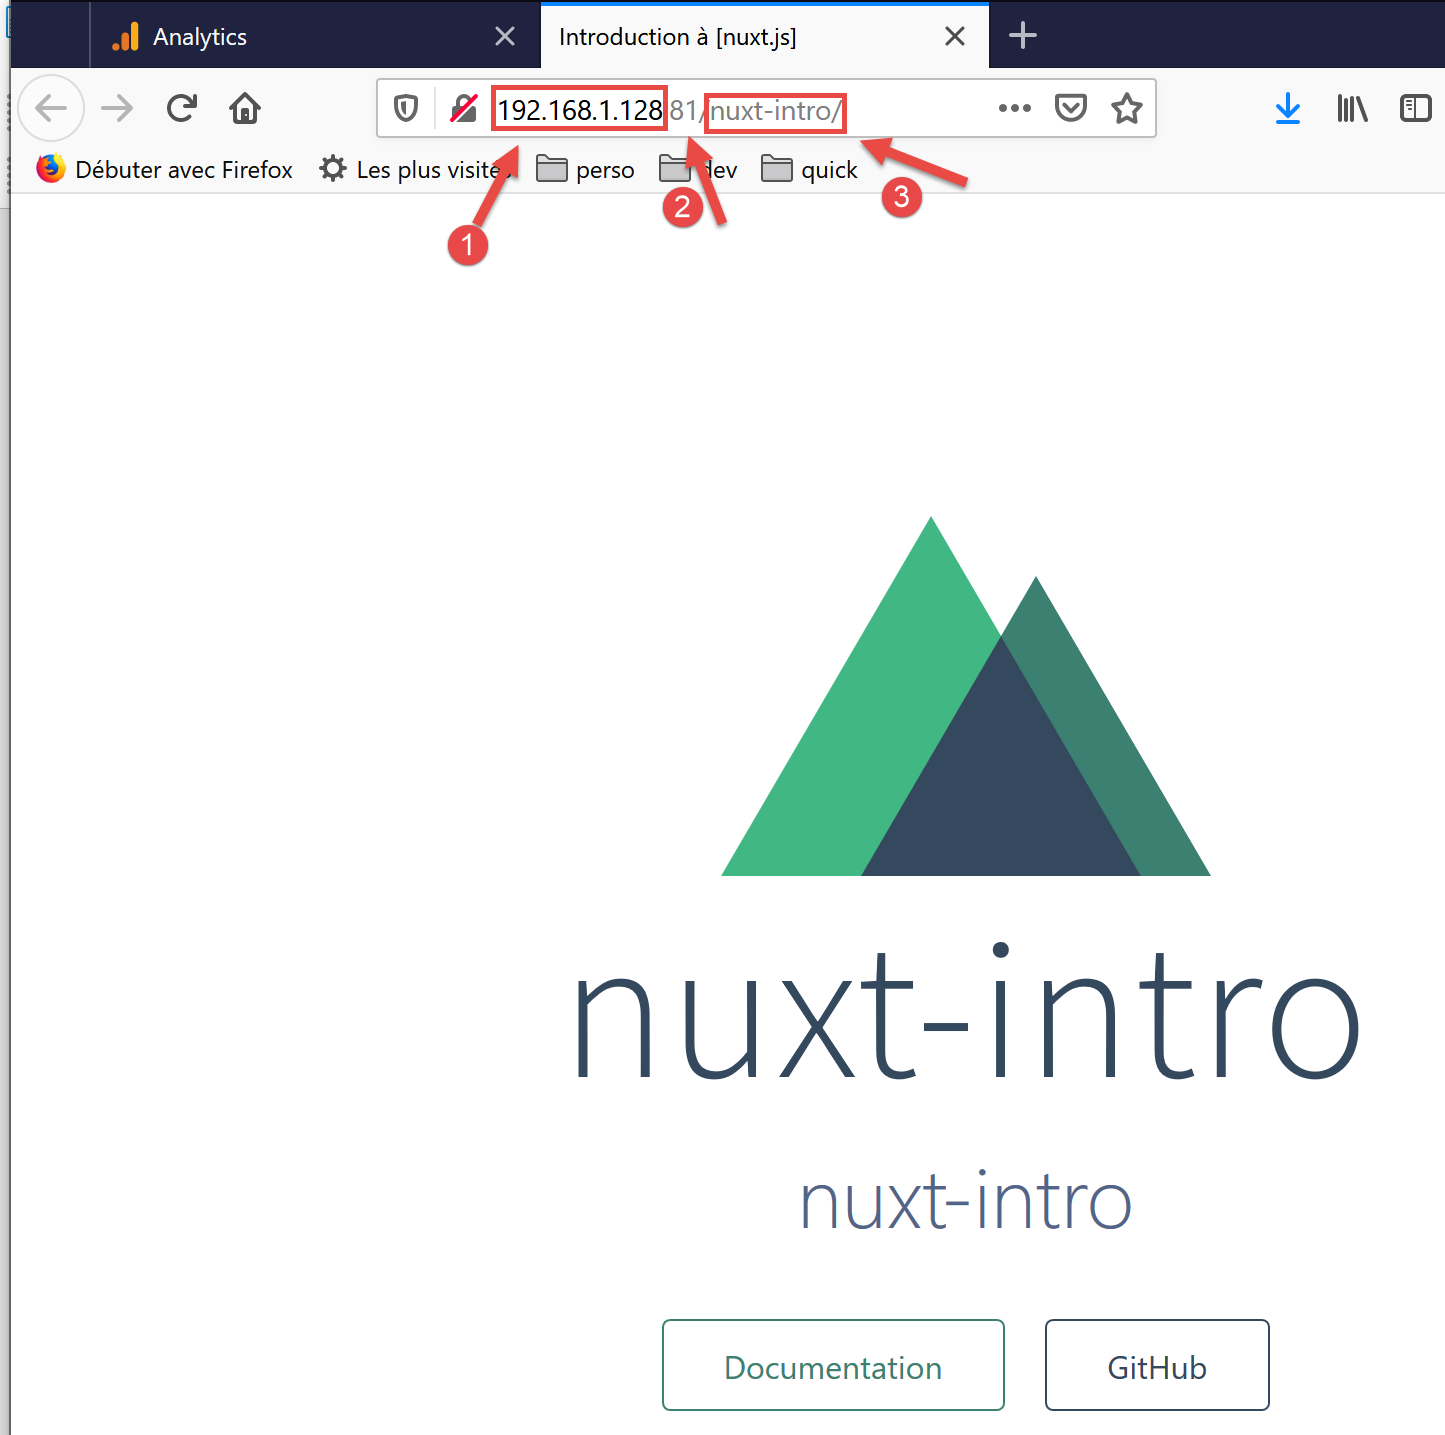 Analytics
Introduction à [nuxt.js]
192.168.1.128:81/nuxt-intro/
Débuter avec Firefox Les plus visités perso dev quick
1 2 3
nuxt-intro
nuxt-intro
Documentation GitHub